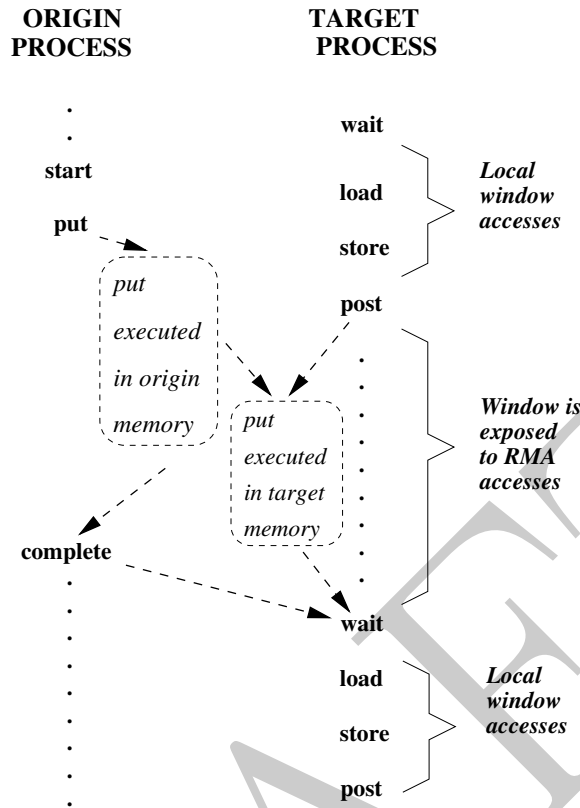 ORIGIN
PROCESS
TARGET
PROCESS
start
put
put
executed
in origin
memory
complete
wait
load
store
post
put
executed
in target
memory
wait
load
store
post
Local
window
accesses
Window is
exposed
to RMA
accesses
Local
window
accesses